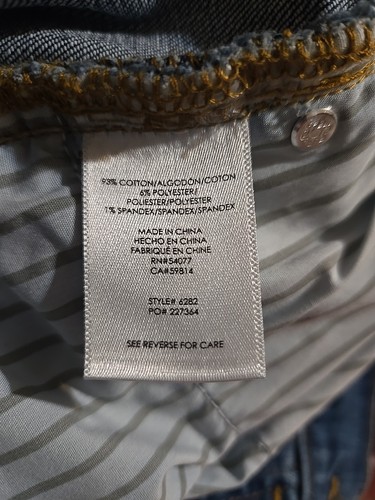 93% COTTON/ALGODÓN/COTON
6% POLYESTER/
POLIESTER/POLYESTER
1% SPANDEX/SPANDEX/SPANDEX
MADE IN CHINA
HECHO EN CHINA
FABRIQUÉ EN CHINE
RN#54077
CA#59814
STYLE# 6282
PO# 227364
SEE REVERSE FOR CARE